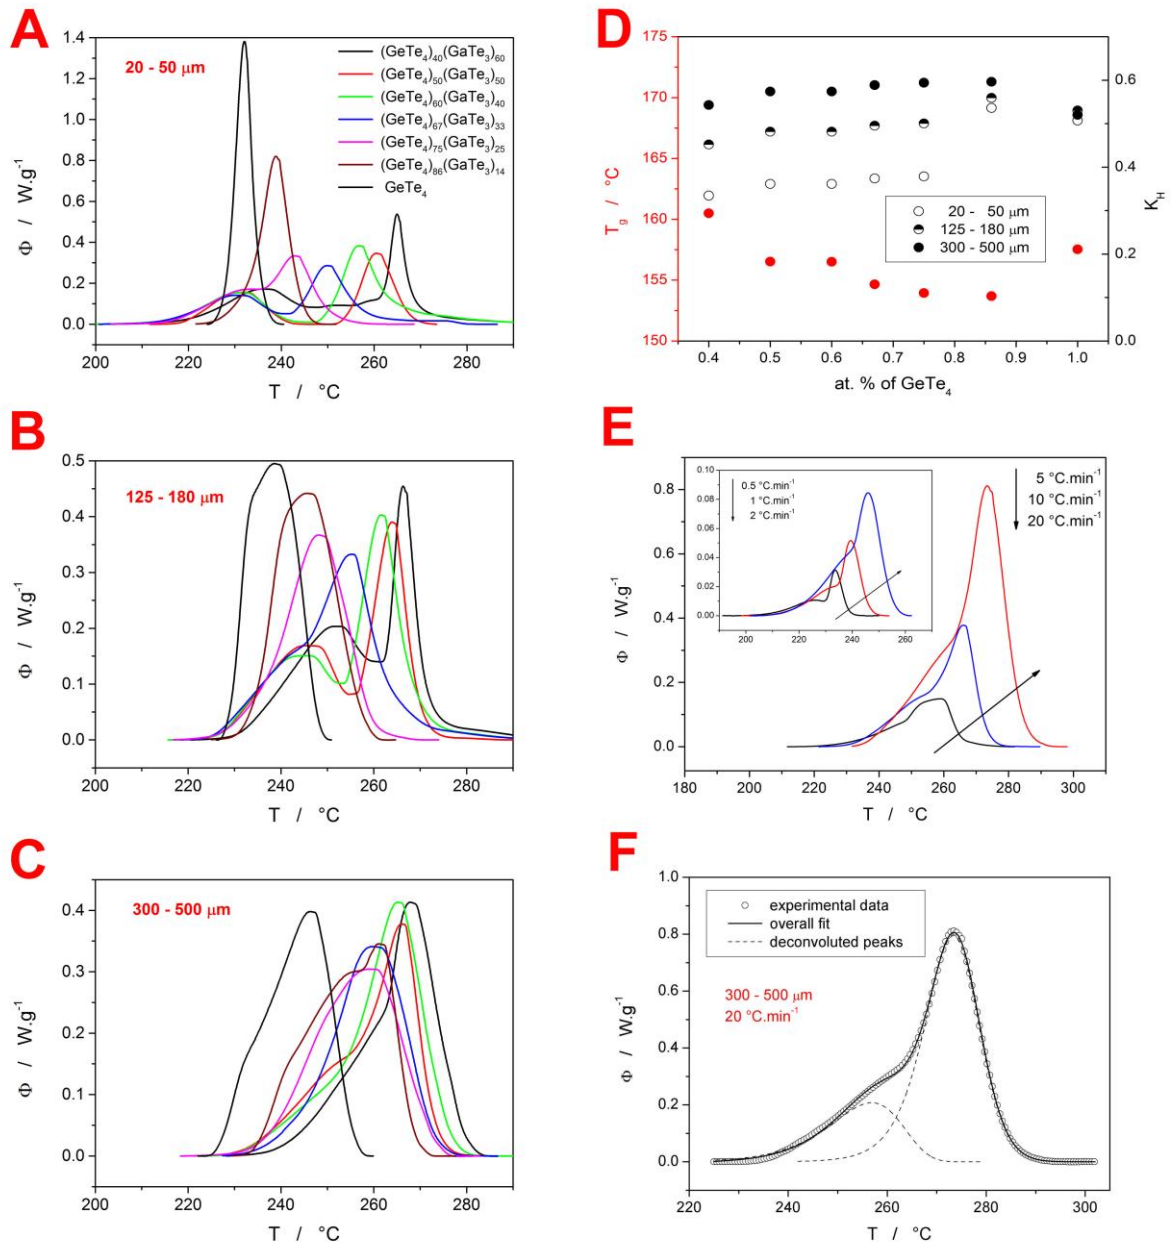 A
20 - 50 μm
(GeTe4)40(GaTe3)60
(GeTe4)50(GaTe3)50
(GeTe4)60(GaTe3)40
(GeTe4)67(GaTe3)33
(GeTe4)75(GaTe3)25
(GeTe4)86(GaTe3)14
GeTe4
1.4
1.2
1.0
0.8
0.6
0.4
0.2
0.0
Φ / W.g-1
200 220 240 260 280
T / °C
B
125 - 180 μm
0.5
0.4
0.3
0.2
0.1
0.0
Φ / W.g-1
200 220 240 260 280
T / °C
C
300 - 500 μm
0.4
0.3
0.2
0.1
0.0
Φ / W.g-1
200 220 240 260 280
T / °C
D
175
170
165
160
155
150
Tg / °C
0.6
0.4
0.2
0.0
KH
20 - 50 μm
125 - 180 μm
300 - 500 μm
0.4 0.5 0.6 0.7 0.8 0.9 1.0
at. % of GeTe4
E
0.8
0.6
0.4
0.2
0.0
Φ / W.g-1
5 °C.min-1
10 °C.min-1
20 °C.min-1
0.10
0.08
0.06
0.04
0.02
0.00
0.5 °C.min-1
1 °C.min-1
2 °C.min-1
200 220 240 260
180 200 220 240 260 280 300
T / °C
F
1.0
0.8
0.6
0.4
0.2
0.0
Φ / W.g-1
experimental data
overall fit
deconvoluted peaks
300 - 500 μm
20 °C.min-1
220 240 260 280 300
T / °C